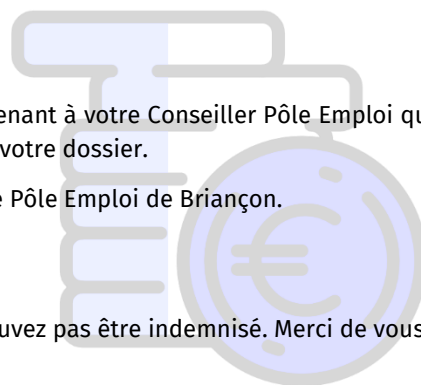 enant à votre Conseiller Pôle Emploi qu
votre dossier.
e Pôle Emploi de Briançon.
uvez pas être indemnisé. Merci de vous